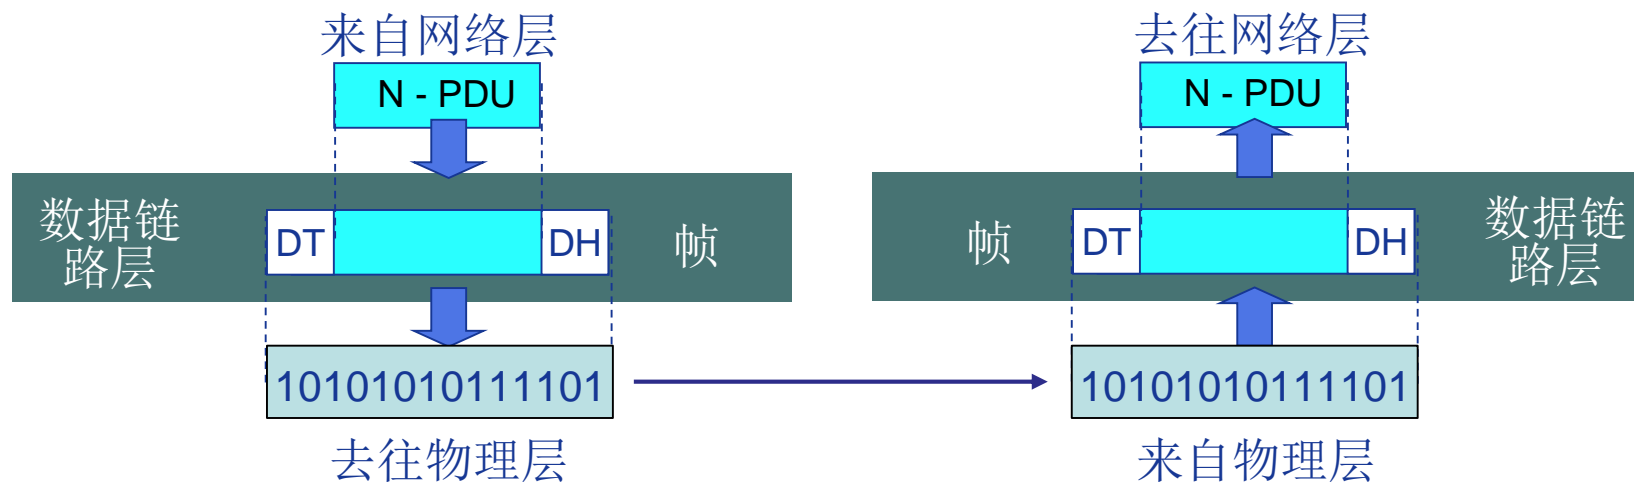 来自网络层
N - PDU
数据链
路层
DT
DH
帧
10101010111101
去往物理层
去往网络层
N - PDU
帧
DT
DH
数据链
路层
10101010111101
来自物理层